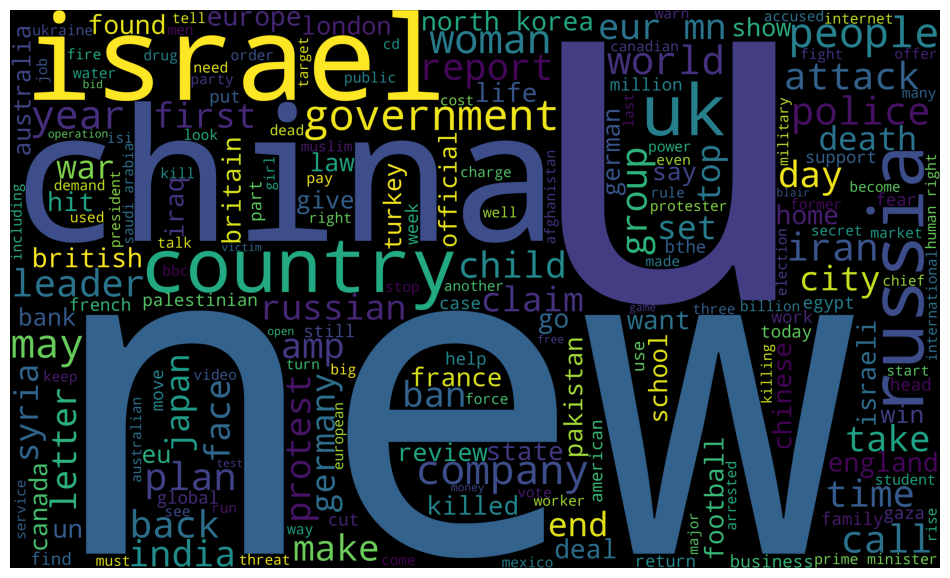 israel
china
u
new
country
russia
government
uk
people
attack
police
world
woman
report
eur mn
north korea
europe
london
found
tell
ukraine
men
fire
drug
order
job
water
need
bid
party
put
target
cd
public
cost
australia
year
first
life
show
accused
internet
warn
canadian
fight
offer
million
many
last
german
power
even
death
military
support
say
top
group
rule
protester
day
blair
former
become
fear
war
operation
look
dead
isi
muslim
law
charge
official
kill
girl
pay
including
demand
hit
used
president
saudi arabia
iraq
britain
part
give
right
turkey
week
well
afghanistan
set
bthe
made
home
secret
market
iran
human right
international
election
chief
british
talk
victim
bbc
stop
child
another
case
leader
french
palestinian
russian
claim
city
game
three
billion
egypt
bank
still
open
amp
go
free
want
work
today
may
keep
turn
big
help
france
force
ban
use
school
killing
chinese
israeli
start
head
win
syria
letter
australian
move
video
face
japan
eu
protest
germany
european
review
state
pakistan
american
take
england
plan
global
test
see
run
company
money
vote
killed
worker
football
arrested
student
time
service
canada
un
back
way
cut
end
major
family
gaza
rise
call
find
must
india
threat
make
come
mexico
deal
return
business
prime minister